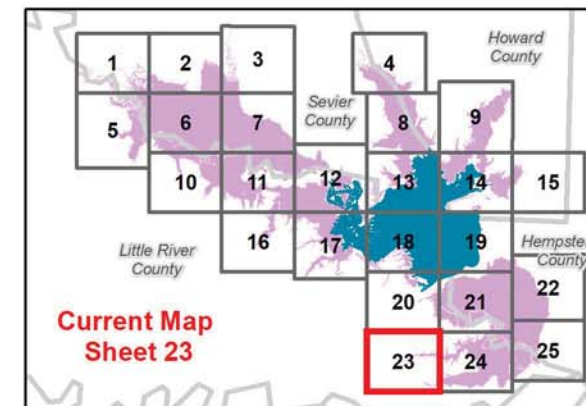 Howard
County
1
2
3
4
Sevier
County
5
6
7
8
9
10
11
12
13
14
15
Little River
County
16
17
18
19
Hempstead
County
20
21
22
Current Map
Sheet 23
23
24
25